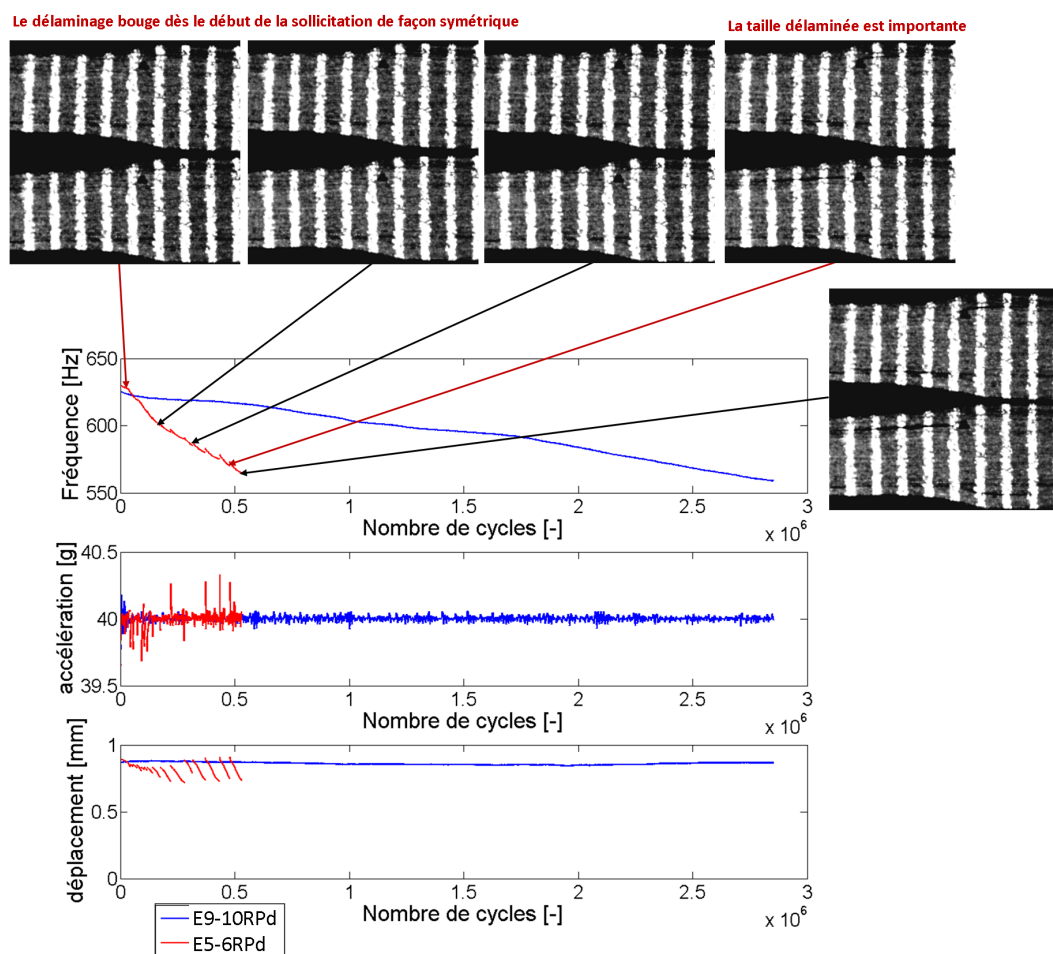 Le délaminage bouge dès le début de la sollicitation de façon symétrique
La taille délaminée est importante
Fréquence [Hz]
650
600
550
0
0.5
1
1.5
2
2.5
3
Nombre de cycles [-]
x 10^6
accélération [g]
40.5
40
39.5
0
0.5
1
1.5
2
2.5
3
Nombre de cycles [-]
x 10^6
déplacement [mm]
1
0.5
0
0
0.5
1
1.5
2
2.5
3
Nombre de cycles [-]
x 10^6
E9-10RPd
E5-6RPd